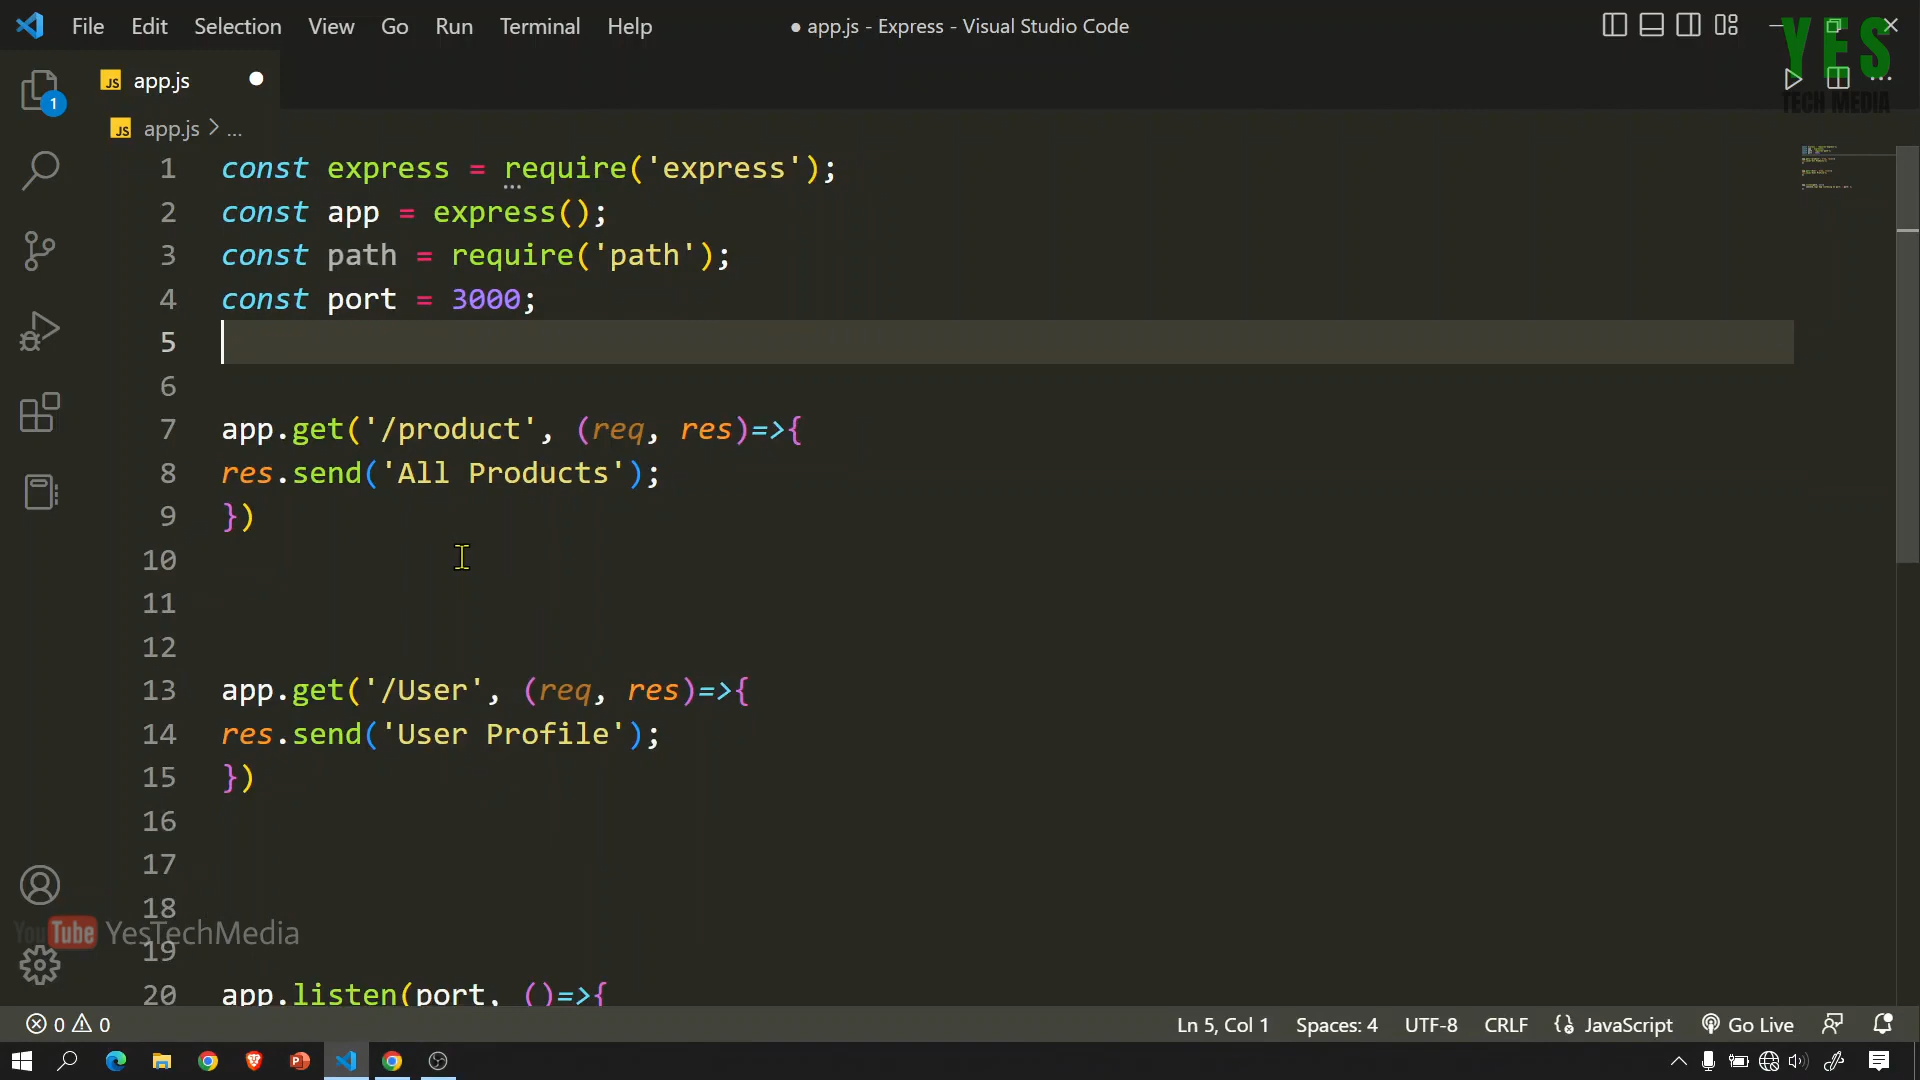 File Edit Selection View Go Run Terminal Help
● app.js - Express - Visual Studio Code
YES
TECH MEDIA
JS app.js
1
JS app.js > ...
1 const express = require('express');
2 const app = express();
3 const path = require('path');
4 const port = 3000;
5
6
7 app.get('/product', (req, res)=>{
8 res.send('All Products');
9 })
10
11
12
13 app.get('/User', (req, res)=>{
14 res.send('User Profile');
15 })
16
17
18
YouTube YesTechMedia
19
20 app.listen(port, ()=>{
0 0
Ln 5, Col 1 Spaces: 4 UTF-8 CRLF {} JavaScript Go Live